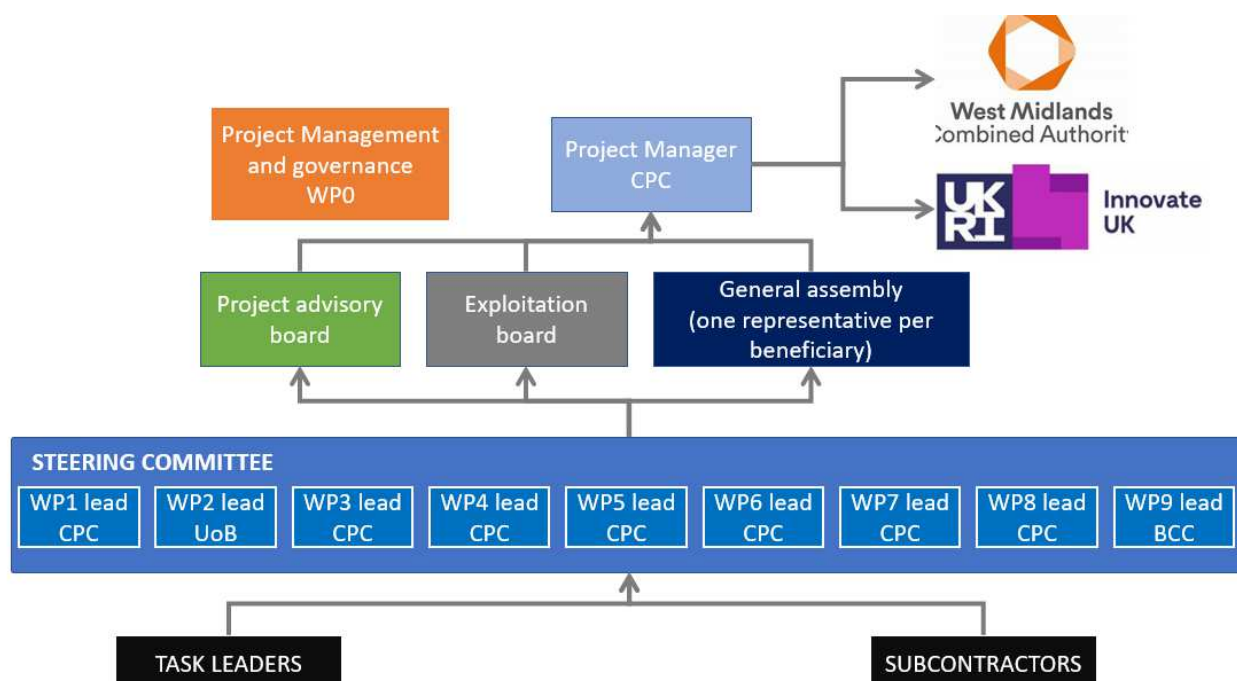 West Midlands
Combined Authorit
Project Management
and governance
WP0
Project Manager
CPC
UK
RI
Innovate
UK
Project advisory
board
Exploitation
board
General assembly
(one representative per
beneficiary)
STEERING COMMITTEE
WP1 lead
CPC
WP2 lead
UoB
WP3 lead
CPC
WP4 lead
CPC
WP5 lead
CPC
WP6 lead
CPC
WP7 lead
CPC
WP8 lead
CPC
WP9 lead
BCC
TASK LEADERS
SUBCONTRACTORS